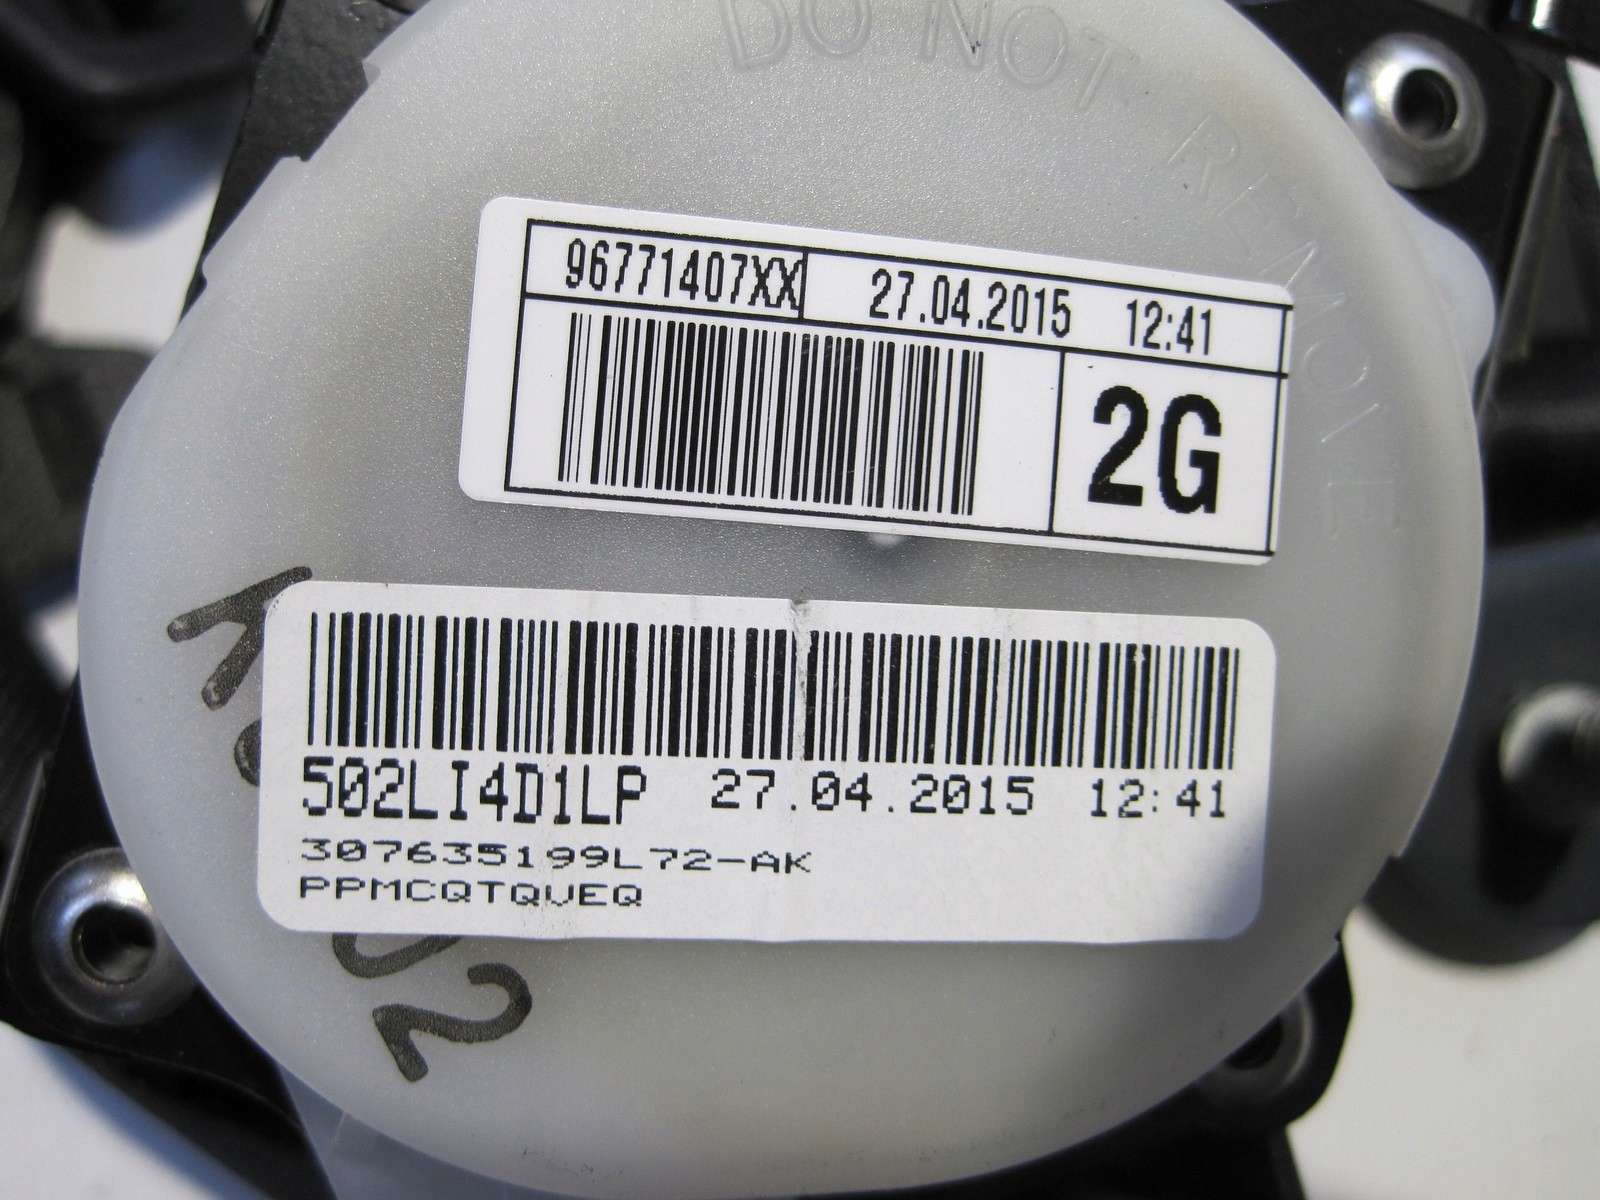 DO NOT REMOVE
96771407XX 27.04.2015 12:41
2G
502LI4D1LP 27.04.2015 12:41
307635199L72-AK
PPMCQTQVEQ